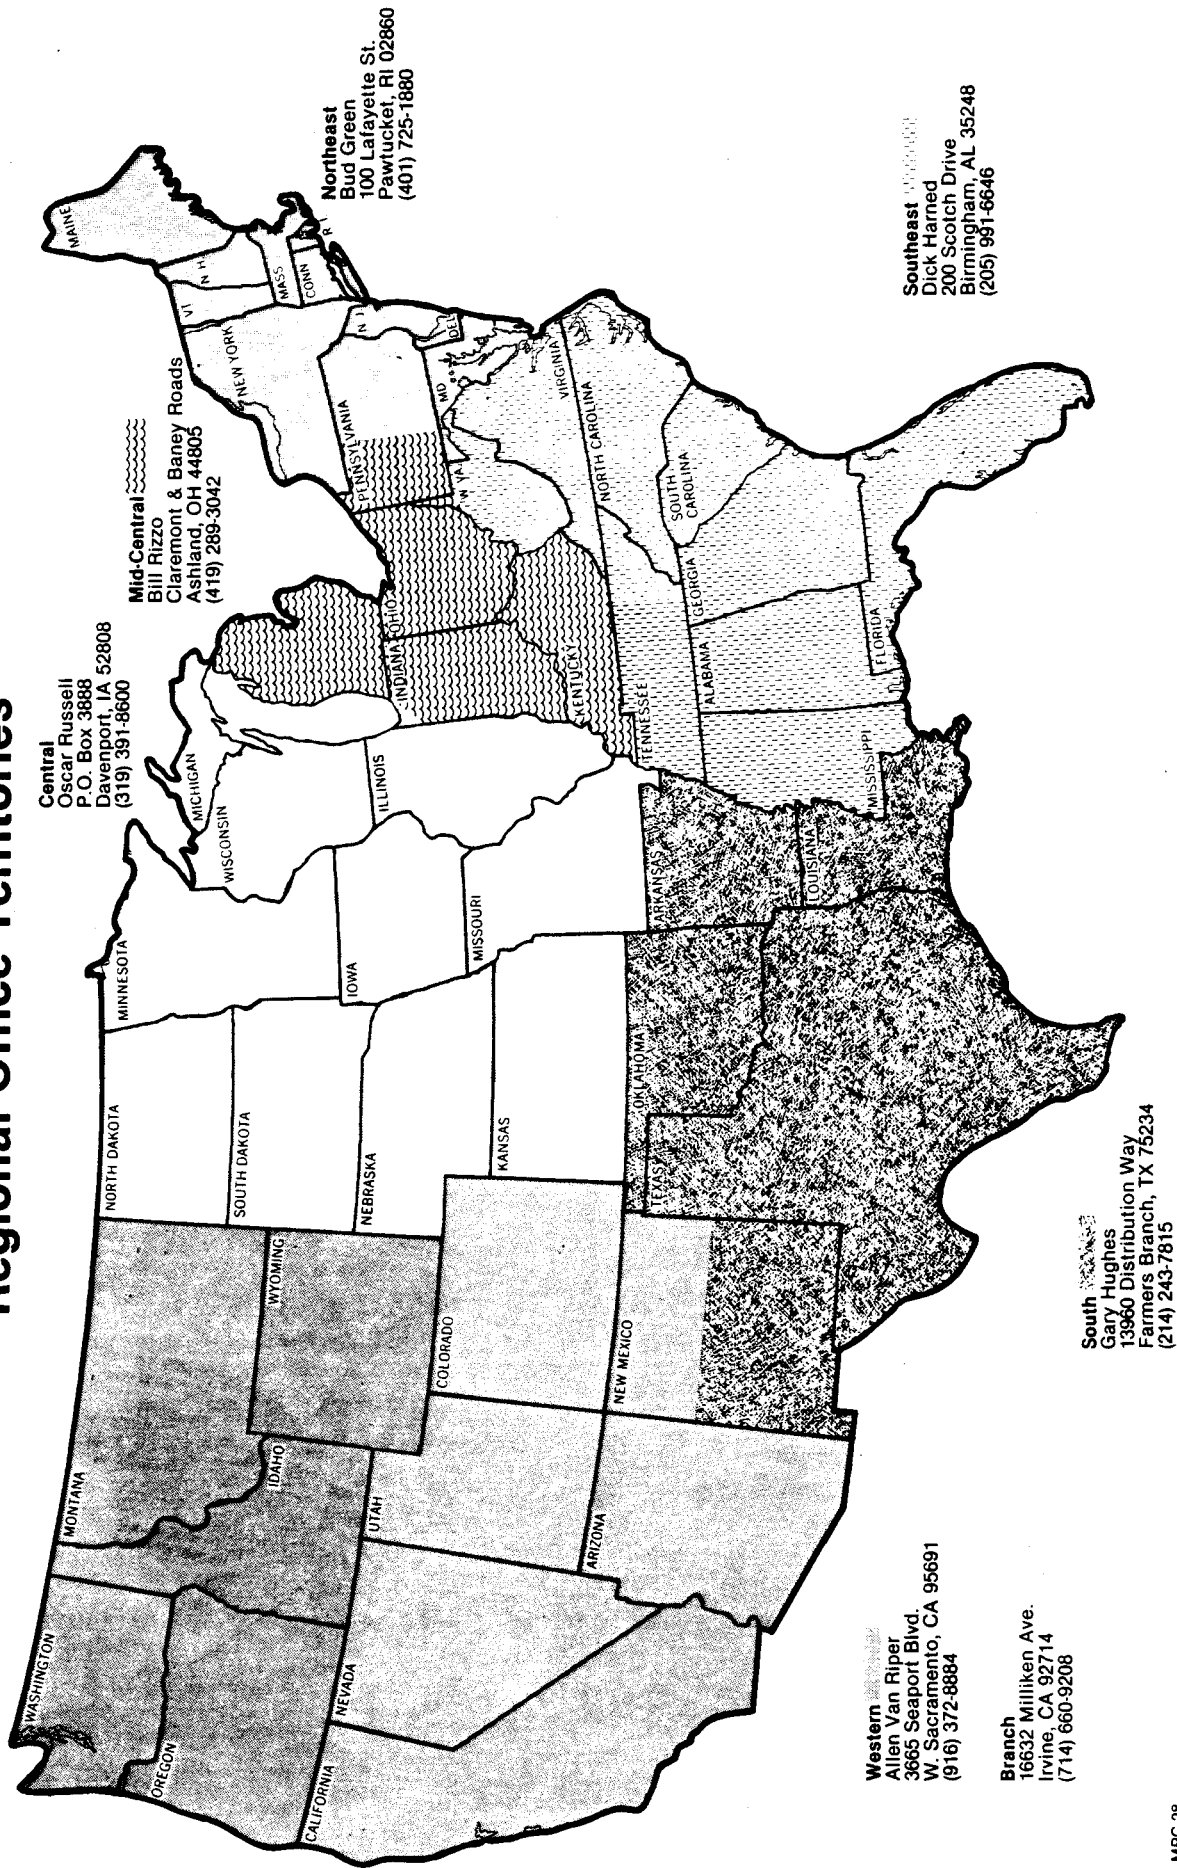 Regional Office Territories
Central
Oscar Russell
P.O. Box 3888
Davenport, IA 52808
(319) 391-8600
Mid-Central
Bill Rizzo
Claremont & Baney Roads
Ashland, OH 44805
(419) 289-3042
Northeast
Bud Green
100 Lafayette St.
Pawtucket, RI 02860
(401) 725-1880
Southeast
Dick Harned
200 Scotch Drive
Birmingham, AL 35248
(205) 991-6646
South
Gary Hughes
13960 Distribution Way
Farmers Branch, TX 75234
(214) 243-7815
Western
Allen Van Riper
3665 Seaport Blvd.
W. Sacramento, CA 95691
(916) 372-8884
Branch
16632 Milliken Ave.
Irvine, CA 92714
(714) 660-9208
WASHINGTON
OREGON
CALIFORNIA
NEVADA
IDAHO
MONTANA
WYOMING
UTAH
ARIZONA
COLORADO
NEW MEXICO
NORTH DAKOTA
SOUTH DAKOTA
NEBRASKA
KANSAS
OKLAHOMA
TEXAS
MINNESOTA
IOWA
MISSOURI
ARKANSAS
LOUISIANA
WISCONSIN
MICHIGAN
ILLINOIS
INDIANA
OHIO
KENTUCKY
TENNESSEE
MISSISSIPPI
ALABAMA
GEORGIA
FLORIDA
SOUTH
CAROLINA
NORTH CAROLINA
VIRGINIA
W VA
MD
DEL
PENNSYLVANIA
N J
NEW YORK
CONN
R I
MASS
VT
N H
MAINE
MPC-28